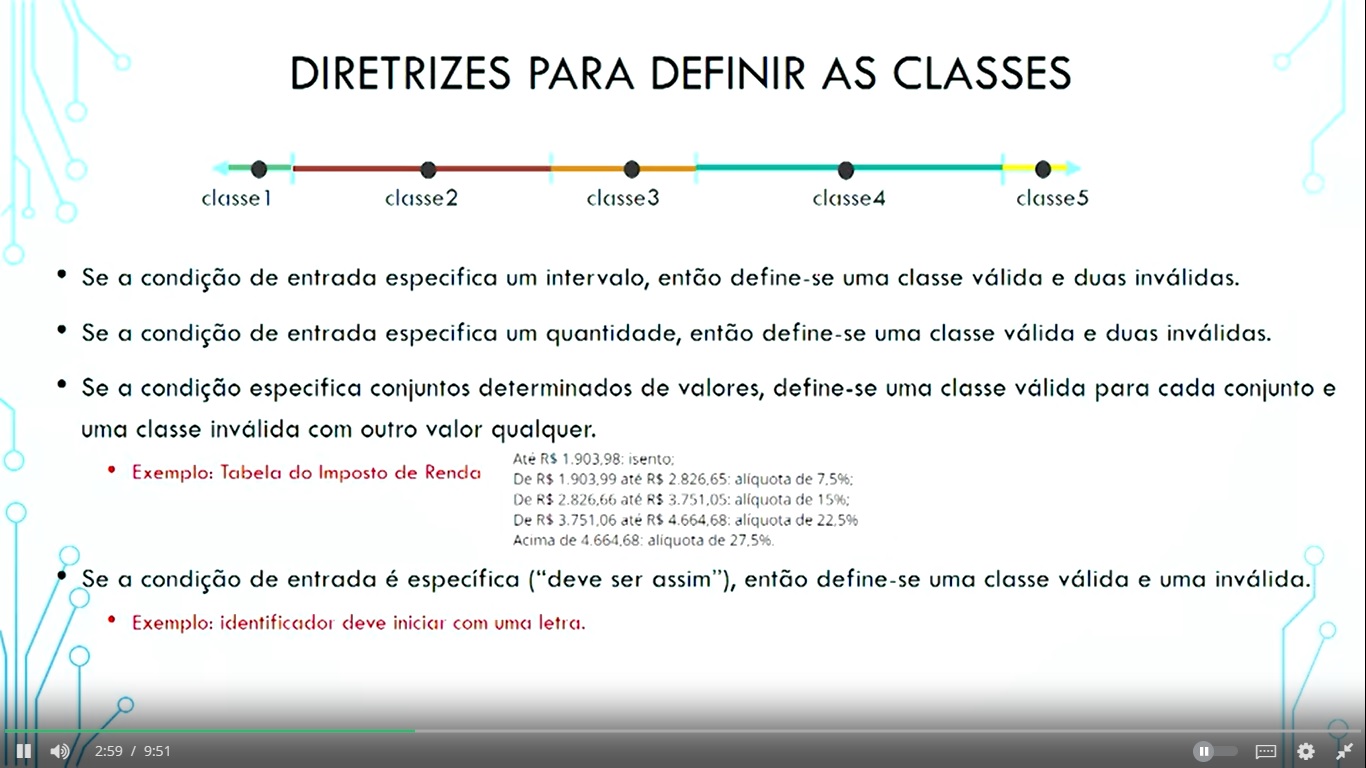 DIRETRIZES PARA DEFINIR AS CLASSES
classe1 classe2 classe3 classe4 classe5
• Se a condição de entrada especifica um intervalo, então define-se uma classe válida e duas inválidas.
• Se a condição de entrada especifica um quantidade, então define-se uma classe válida e duas inválidas.
• Se a condição especifica conjuntos determinados de valores, define-se uma classe válida para cada conjunto e
uma classe inválida com outro valor qualquer.
• Exemplo: Tabela do Imposto de Renda
Até R$ 1.903,98: isento;
De R$ 1.903,99 até R$ 2.826,65: alíquota de 7,5%;
De R$ 2.826,66 até R$ 3.751,05: alíquota de 15%;
De R$ 3.751,06 até R$ 4.664,68: alíquota de 22,5%
Acima de 4.664,68: alíquota de 27,5%.
• Se a condição de entrada é específica (“deve ser assim”), então define-se uma classe válida e uma inválida.
• Exemplo: identificador deve iniciar com uma letra.
2:59 / 9:51